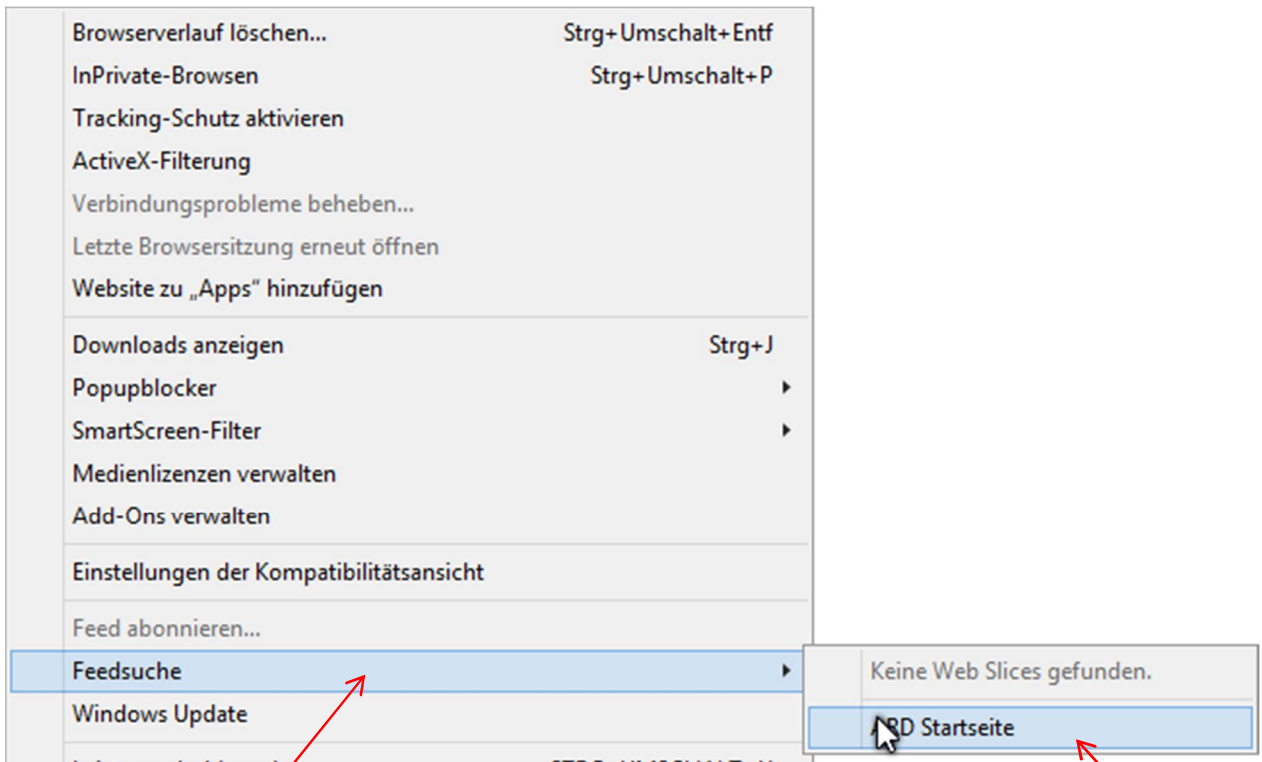 Browserverlauf löschen... Strg+Umschalt+Entf
InPrivate-Browsen Strg+Umschalt+P
Tracking-Schutz aktivieren
ActiveX-Filterung
Verbindungsprobleme beheben...
Letzte Browsersitzung erneut öffnen
Website zu „Apps“ hinzufügen
Downloads anzeigen Strg+J
Popupblocker
SmartScreen-Filter
Medienlizenzen verwalten
Add-Ons verwalten
Einstellungen der Kompatibilitätsansicht
Feed abonnieren...
Feedsuche
Keine Web Slices gefunden.
Windows Update
ARD Startseite